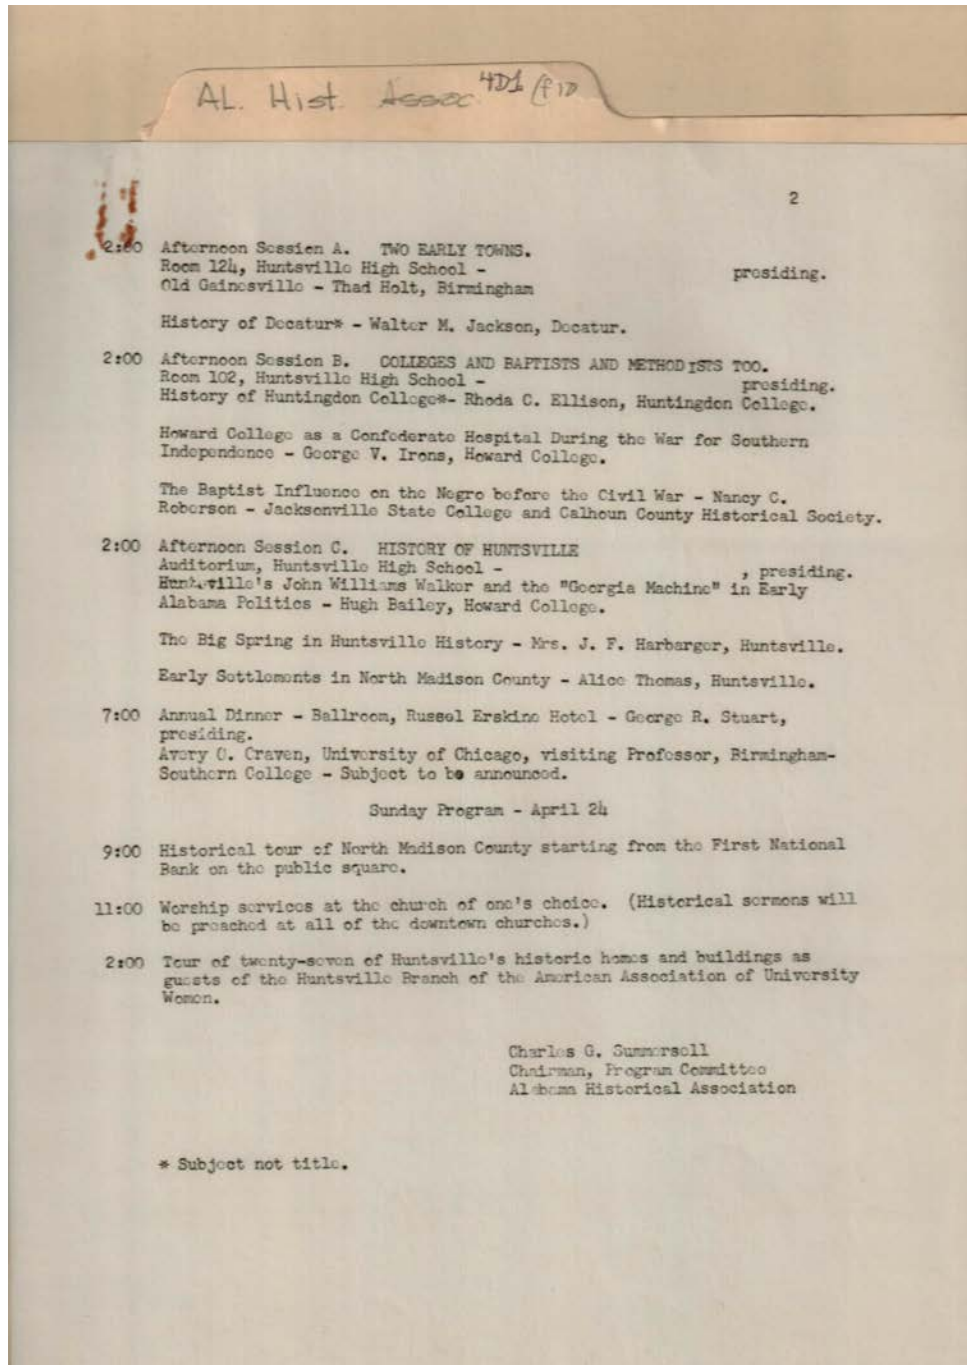 AL. Hist. Assoc 4D1 (f10
2
2:00 Afternoon Session A. TWO EARLY TOWNS.
Room 124, Huntsville High School - presiding.
Old Gainesville - Thad Holt, Birmingham
History of Decatur* - Walter M. Jackson, Decatur.
2:00 Afternoon Session B. COLLEGES AND BAPTISTS AND METHODISTS TOO.
Room 102, Huntsville High School - presiding.
History of Huntingdon College*- Rhoda C. Ellison, Huntingdon College.
Howard College as a Confederate Hospital During the War for Southern
Independence - George V. Irons, Howard College.
The Baptist Influence on the Negro before the Civil War - Nancy C.
Roberson - Jacksonville State College and Calhoun County Historical Society.
2:00 Afternoon Session C. HISTORY OF HUNTSVILLE
Auditorium, Huntsville High School - , presiding.
Huntsville's John Williams Walker and the "Georgia Machine" in Early
Alabama Politics - Hugh Bailey, Howard College.
The Big Spring in Huntsville History - Mrs. J. F. Harbarger, Huntsville.
Early Settlements in North Madison County - Alice Thomas, Huntsville.
7:00 Annual Dinner - Ballroom, Russel Erskine Hotel - George R. Stuart,
presiding.
Avery O. Craven, University of Chicago, visiting Professor, Birmingham-
Southern College - Subject to be announced.
Sunday Program - April 24
9:00 Historical tour of North Madison County starting from the First National
Bank on the public square.
11:00 Worship services at the church of one's choice. (Historical sermons will
be preached at all of the downtown churches.)
2:00 Tour of twenty-seven of Huntsville's historic homes and buildings as
guests of the Huntsville Branch of the American Association of University
Women.
Charles G. Summersell
Chairman, Program Committee
Alabama Historical Association
* Subject not title.